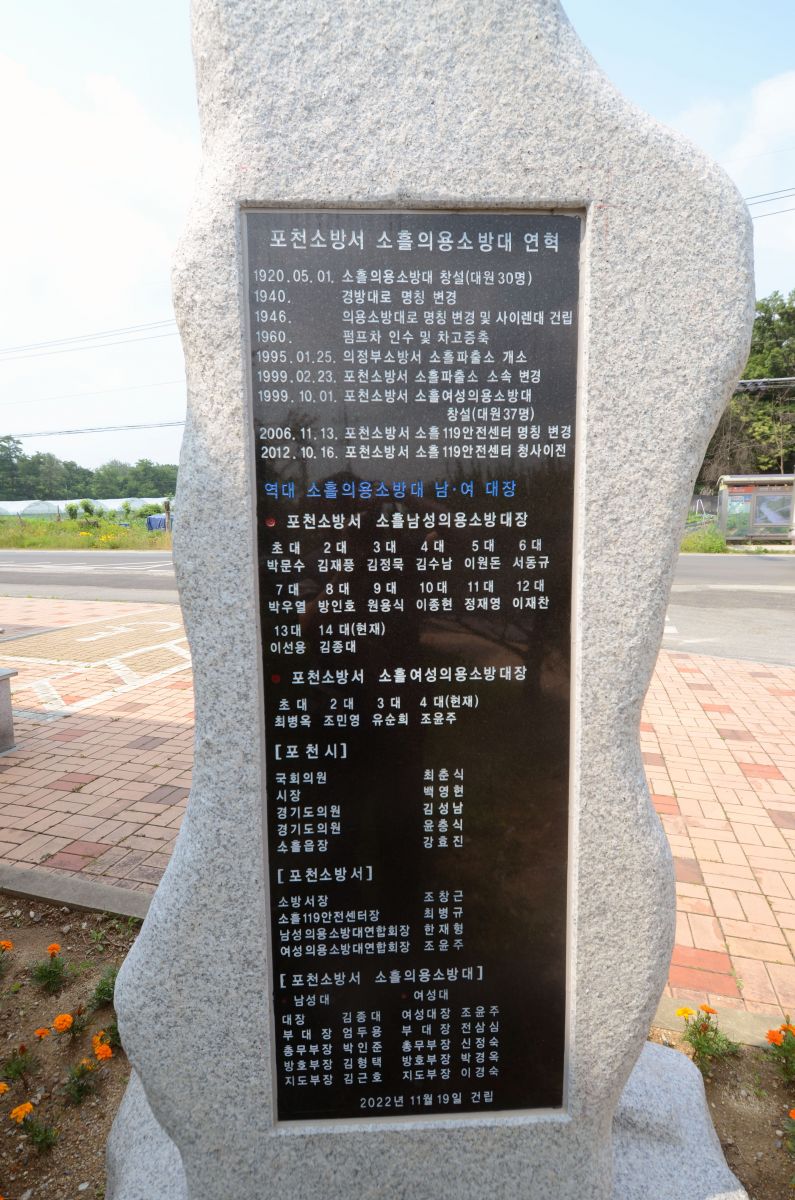 포천소방서 소흘의용소방대 연혁
1920.05.01. 소흘의용소방대 창설(대원30명)
1940. 경방대로 명칭 변경
1946. 의용소방대로 명칭 변경 및 사이렌대 건립
1960. 펌프차 인수 및 차고증축
1995.01.25. 의정부소방서 소흘파출소 개소
1999.02.23. 포천소방서 소흘파출소 소속 변경
1999.10.01. 포천소방서 소흘여성의용소방대
창설(대원37명)
2006.11.13. 포천소방서 소흘119안전센터 명칭 변경
2012.10.16. 포천소방서 소흘119안전센터 청사이전
역대 소흘의용소방대 남·여 대장
● 포천소방서 소흘남성의용소방대장
초대 2대 3대 4대 5대 6대
박문수 김재풍 김정묵 김수남 이원돈 서동규
7대 8대 9대 10대 11대 12대
박우열 방인호 원용식 이종현 정재영 이재찬
13대 14대(현재)
이선용 김종대
● 포천소방서 소흘여성의용소방대장
초대 2대 3대 4대(현재)
최병옥 조민영 유순희 조윤주
[포천시]
국회의원 최춘식
시장 백영현
경기도의원 김성남
경기도의원 윤충식
소흘읍장 강효진
[포천소방서]
소방서장 조창근
소흘119안전센터장 최병규
남성의용소방대연합회장 한재형
여성의용소방대연합회장 조윤주
[포천소방서 소흘의용소방대]
● 남성대 ● 여성대
대장 김종대 여성대장 조윤주
부대장 엄두용 부대장 전삼심
총무부장 박인준 총무부장 신정숙
방호부장 김형택 방호부장 박경옥
지도부장 김근호 지도부장 이경숙
2022년 11월 19일 건립